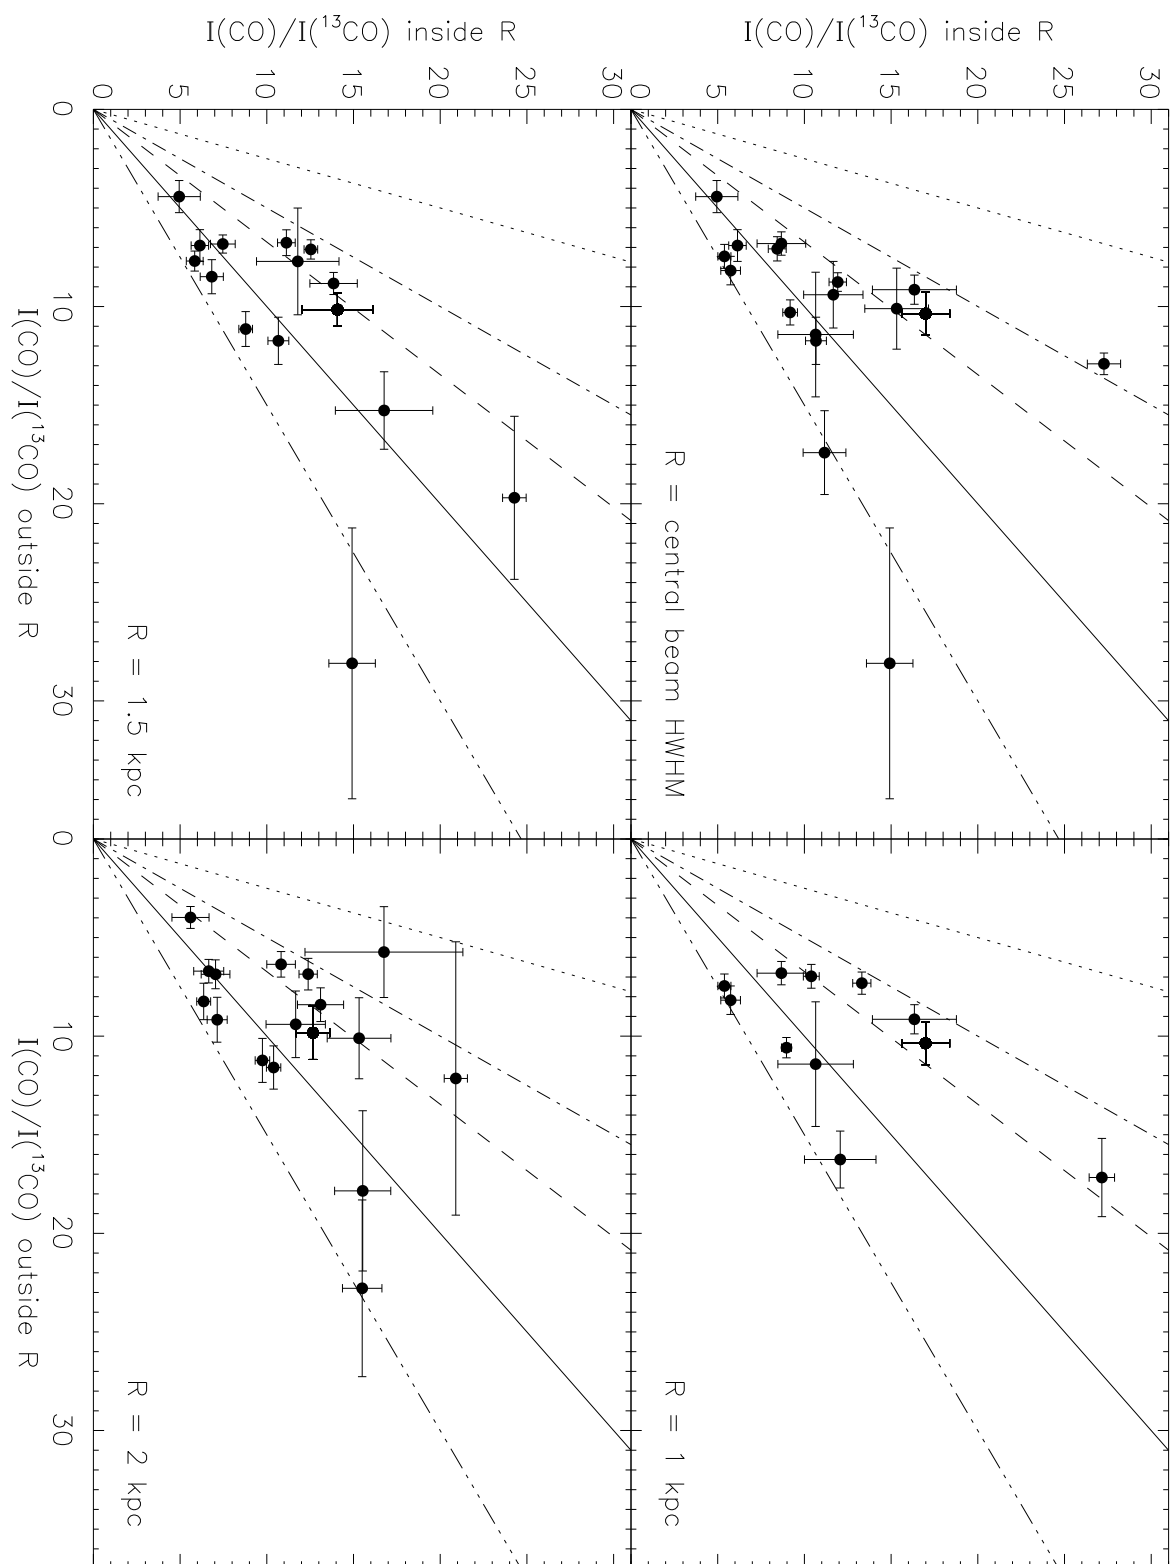 I(CO)/I(¹³CO) inside R
30
25
20
15
10
5
0
R = central beam HWHM
R = 1 kpc
I(CO)/I(¹³CO) inside R
30
25
20
15
10
5
0
R = 1.5 kpc
R = 2 kpc
0 10 20 30 0 10 20 30
I(CO)/I(¹³CO) outside R
I(CO)/I(¹³CO) outside R